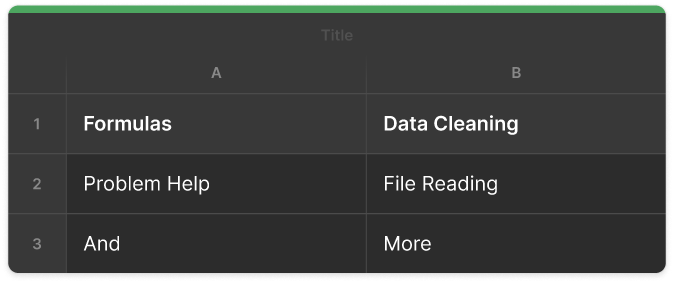 Title
A B
1 Formulas Data Cleaning
2 Problem Help File Reading
3 And More